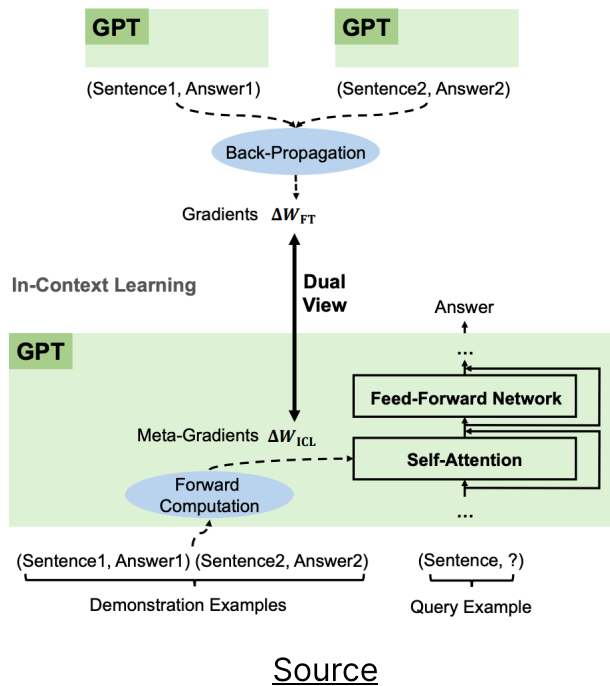 GPT
GPT
(Sentence1, Answer1)
(Sentence2, Answer2)
Back-Propagation
Gradients ΔW_FT
In-Context Learning
Dual
View
Answer
GPT
...
Feed-Forward Network
Meta-Gradients ΔW_ICL
Self-Attention
Forward
Computation
...
(Sentence1, Answer1) (Sentence2, Answer2)
(Sentence, ?)
Demonstration Examples
Query Example
Source